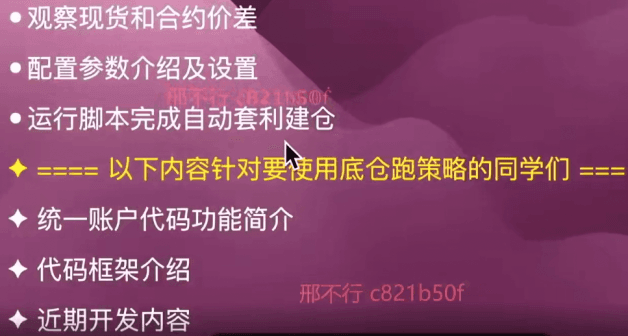 ● 观察现货和合约价差
● 配置参数介绍及设置
邢不行 c821b50f
● 运行脚本完成自动套利建仓
✦ ==== 以下内容针对要使用底仓跑策略的同学们 ===
✦ 统一账户代码功能简介
✦ 代码框架介绍
邢不行 c821b50f
✦ 近期开发内容